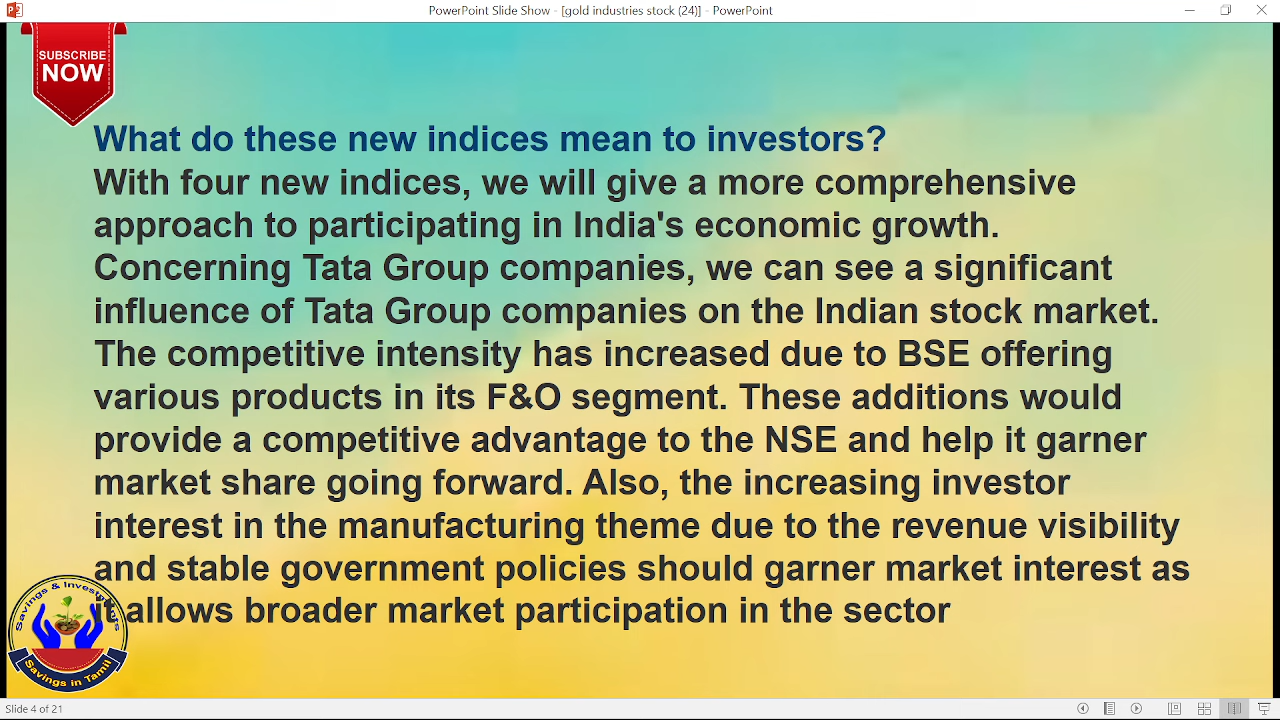 PowerPoint Slide Show - [gold industries stock (24)] - PowerPoint
SUBSCRIBE
NOW
What do these new indices mean to investors?
With four new indices, we will give a more comprehensive
approach to participating in India's economic growth.
Concerning Tata Group companies, we can see a significant
influence of Tata Group companies on the Indian stock market.
The competitive intensity has increased due to BSE offering
various products in its F&O segment. These additions would
provide a competitive advantage to the NSE and help it garner
market share going forward. Also, the increasing investor
interest in the manufacturing theme due to the revenue visibility
and stable government policies should garner market interest as
it allows broader market participation in the sector
Savings & Investments
Savings in Tamil
Slide 4 of 21